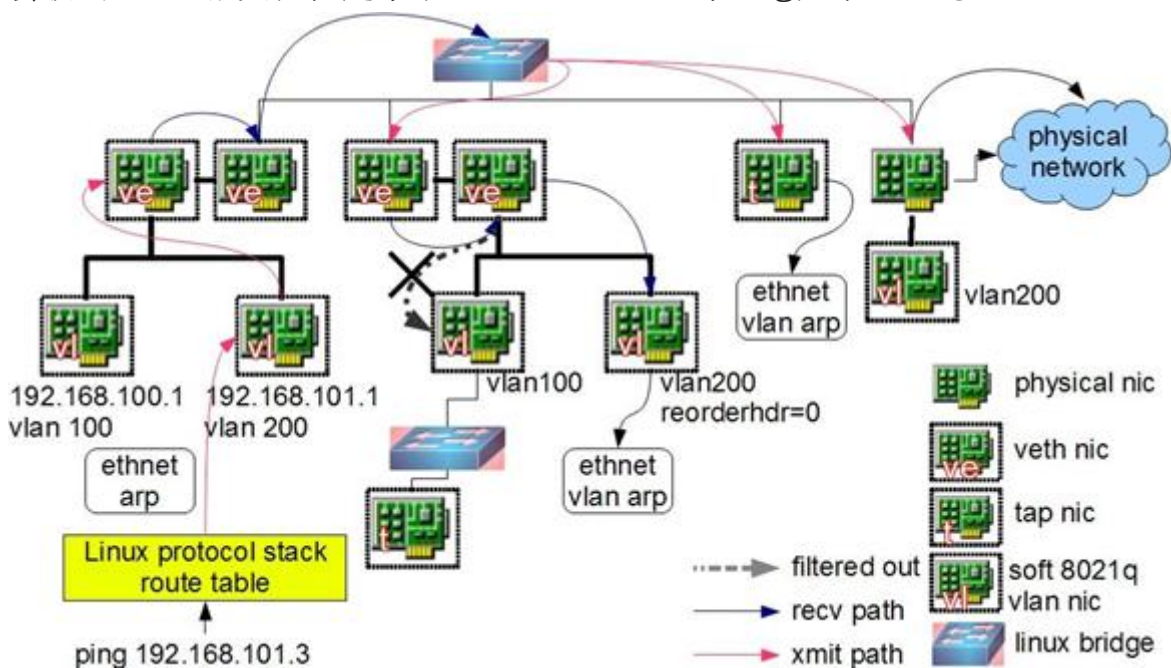 physical
network
ve
ve
ve
ve
t
vl
vlan200
ethnet
vlan arp
vl
vl
vl
vl
192.168.100.1
vlan 100
192.168.101.1
vlan 200
vlan100
vlan200
reorderhdr=0
ethnet
arp
ethnet
vlan arp
t
Linux protocol stack
route table
ping 192.168.101.3
physical nic
ve
veth nic
t
tap nic
vl
soft 8021q
vlan nic
linux bridge
filtered out
recv path
xmit path